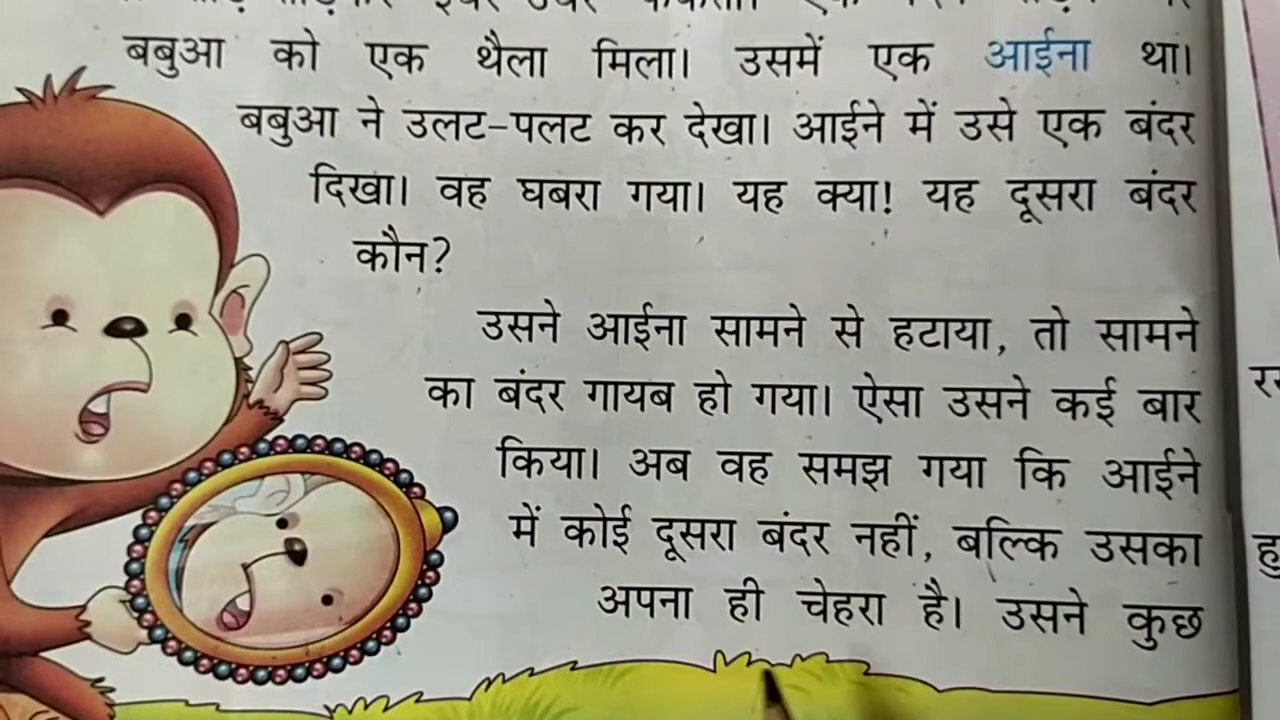 बबुआ को एक थैला मिला। उसमें एक आईना था।
बबुआ ने उलट-पलट कर देखा। आईने में उसे एक बंदर
दिखा। वह घबरा गया। यह क्या! यह दूसरा बंदर
कौन?
उसने आईना सामने से हटाया, तो सामने
का बंदर गायब हो गया। ऐसा उसने कई बार
किया। अब वह समझ गया कि आईने
में कोई दूसरा बंदर नहीं, बल्कि उसका
अपना ही चेहरा है। उसने कुछ